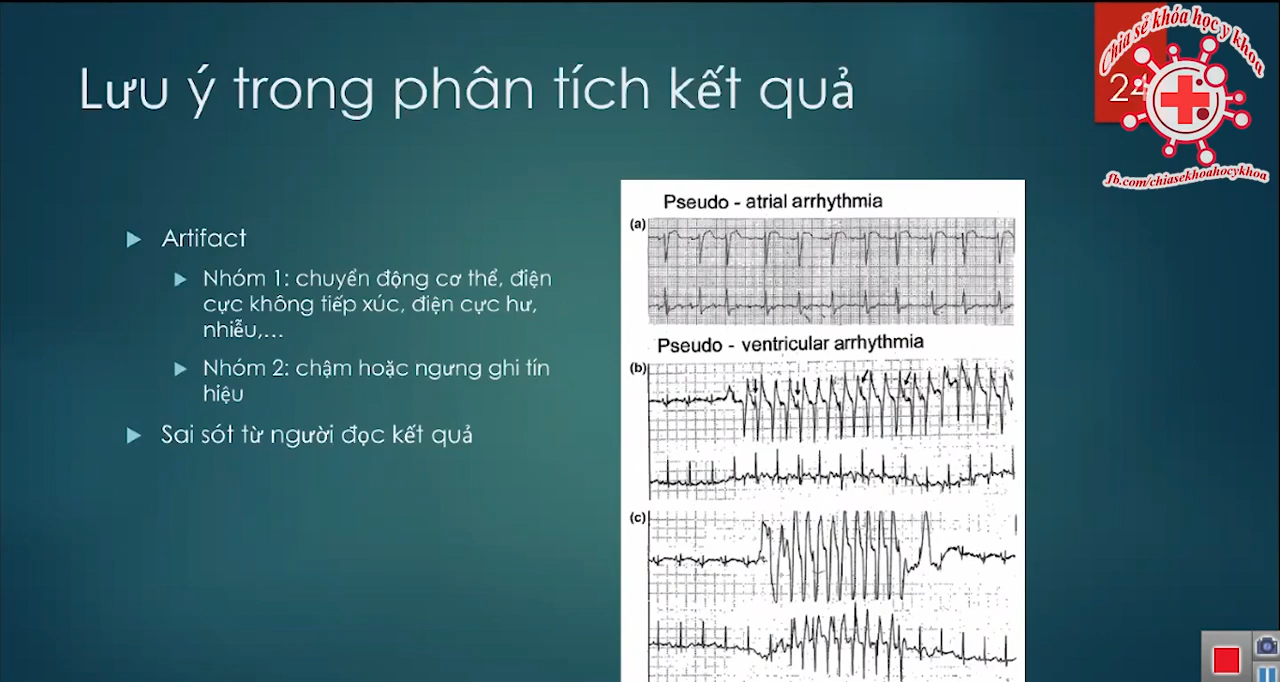 Lưu ý trong phân tích kết quả
Chia sẻ khóa học y khoa
fb.com/chiasekhoahocykhoa
Artifact
Nhóm 1: chuyển động cơ thể, điện
cực không tiếp xúc, điện cực hư,
nhiễu,...
Nhóm 2: chậm hoặc ngưng ghi tín
hiệu
Sai sót từ người đọc kết quả
Pseudo - atrial arrhythmia
(a)
Pseudo - ventricular arrhythmia
(b)
(c)